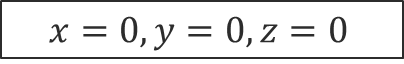 x = 0, y = 0, z = 0